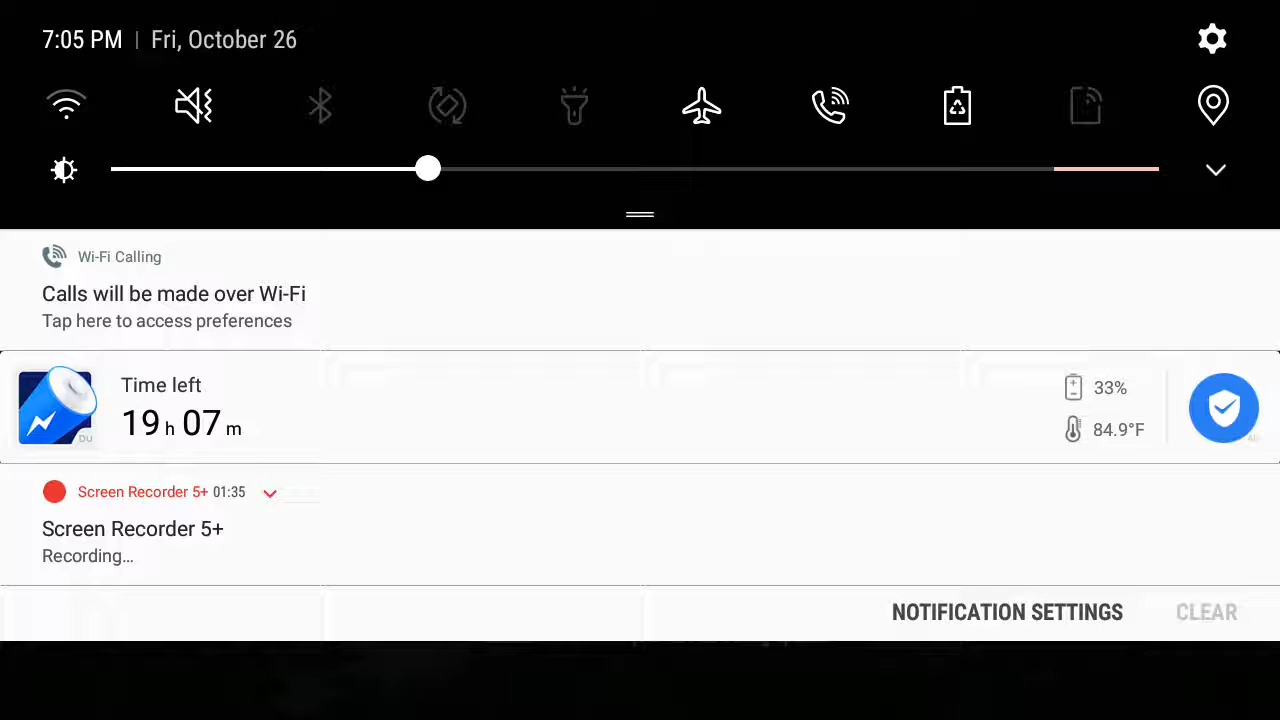 7:05 PM | Fri, October 26
Wi-Fi Calling
Calls will be made over Wi-Fi
Tap here to access preferences
Time left
19 h 07 m
33%
84.9°F
DU
Screen Recorder 5+ 01:35
Screen Recorder 5+
Recording...
NOTIFICATION SETTINGS
CLEAR